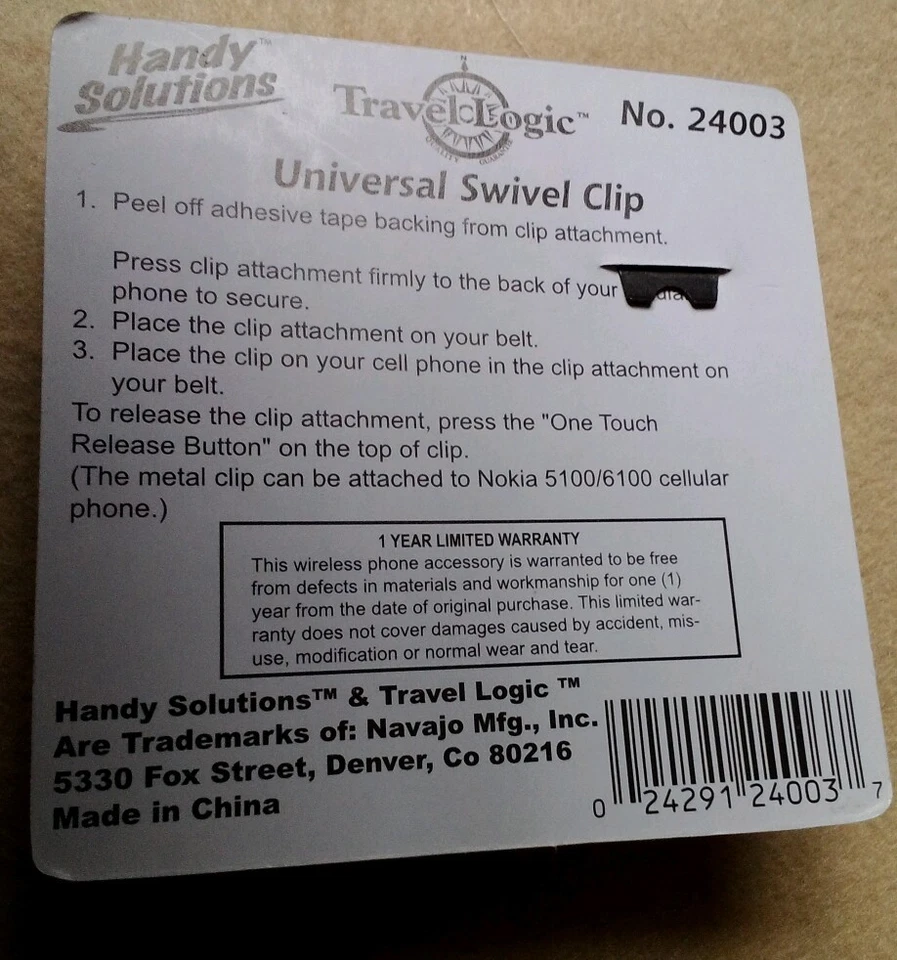 Handy™
Solutions
Travel Logic™
QUALITY GUARANTEE
No. 24003
Universal Swivel Clip
1. Peel off adhesive tape backing from clip attachment.
Press clip attachment firmly to the back of your
phone to secure.
2. Place the clip attachment on your belt.
3. Place the clip on your cell phone in the clip attachment on
your belt.
To release the clip attachment, press the "One Touch
Release Button" on the top of clip.
(The metal clip can be attached to Nokia 5100/6100 cellular
phone.)
1 YEAR LIMITED WARRANTY
This wireless phone accessory is warranted to be free
from defects in materials and workmanship for one (1)
year from the date of original purchase. This limited war-
ranty does not cover damages caused by accident, mis-
use, modification or normal wear and tear.
Handy Solutions™ & Travel Logic ™
Are Trademarks of: Navajo Mfg., Inc.
5330 Fox Street, Denver, Co 80216
Made in China
0 24291 24003 7